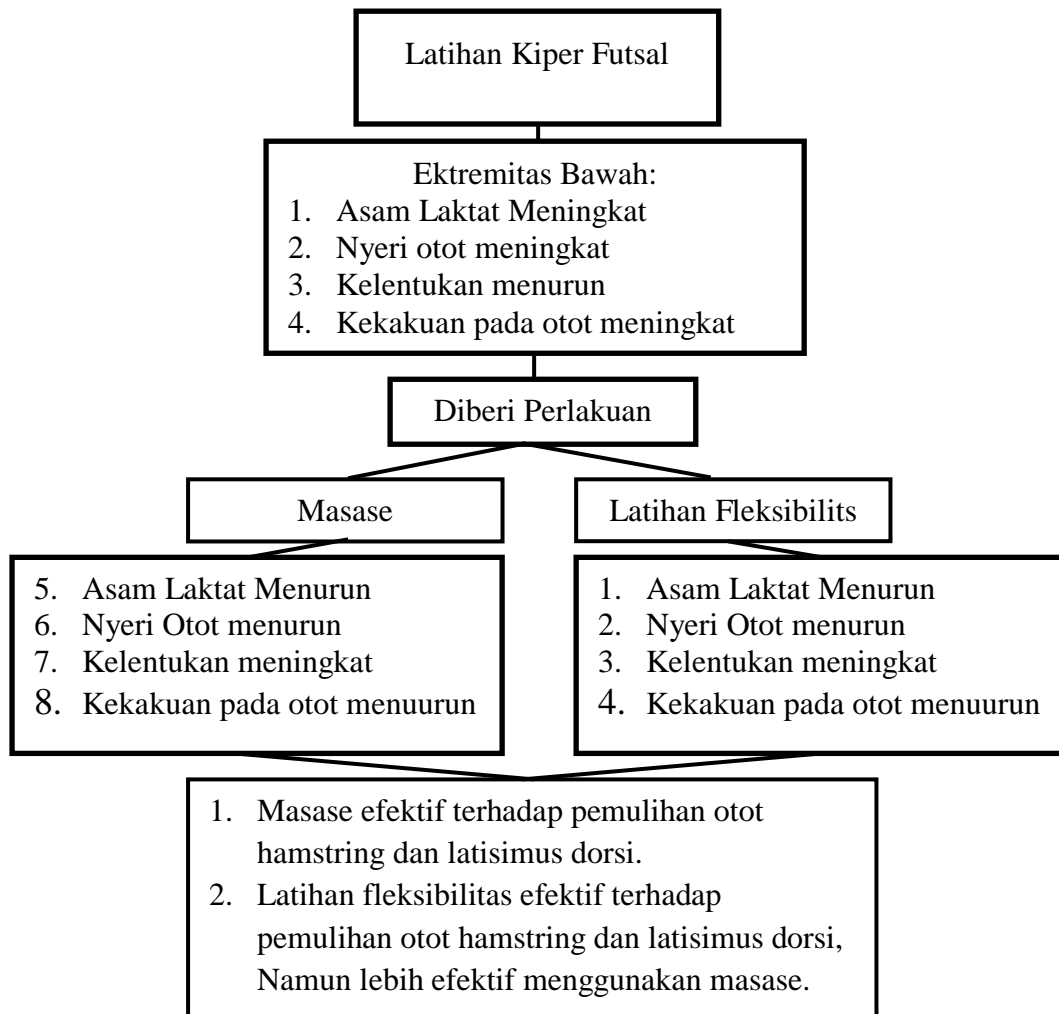 Latihan Kiper Futsal
Ektremitas Bawah:
1. Asam Laktat Meningkat
2. Nyeri otot meningkat
3. Kelentukan menurun
4. Kekakuan pada otot meningkat
Diberi Perlakuan
Masase
Latihan Fleksibilits
5. Asam Laktat Menurun
6. Nyeri Otot menurun
7. Kelentukan meningkat
8. Kekakuan pada otot menuurun
1. Asam Laktat Menurun
2. Nyeri Otot menurun
3. Kelentukan meningkat
4. Kekakuan pada otot menuurun
1. Masase efektif terhadap pemulihan otot
hamstring dan latisimus dorsi.
2. Latihan fleksibilitas efektif terhadap
pemulihan otot hamstring dan latisimus dorsi,
Namun lebih efektif menggunakan masase.